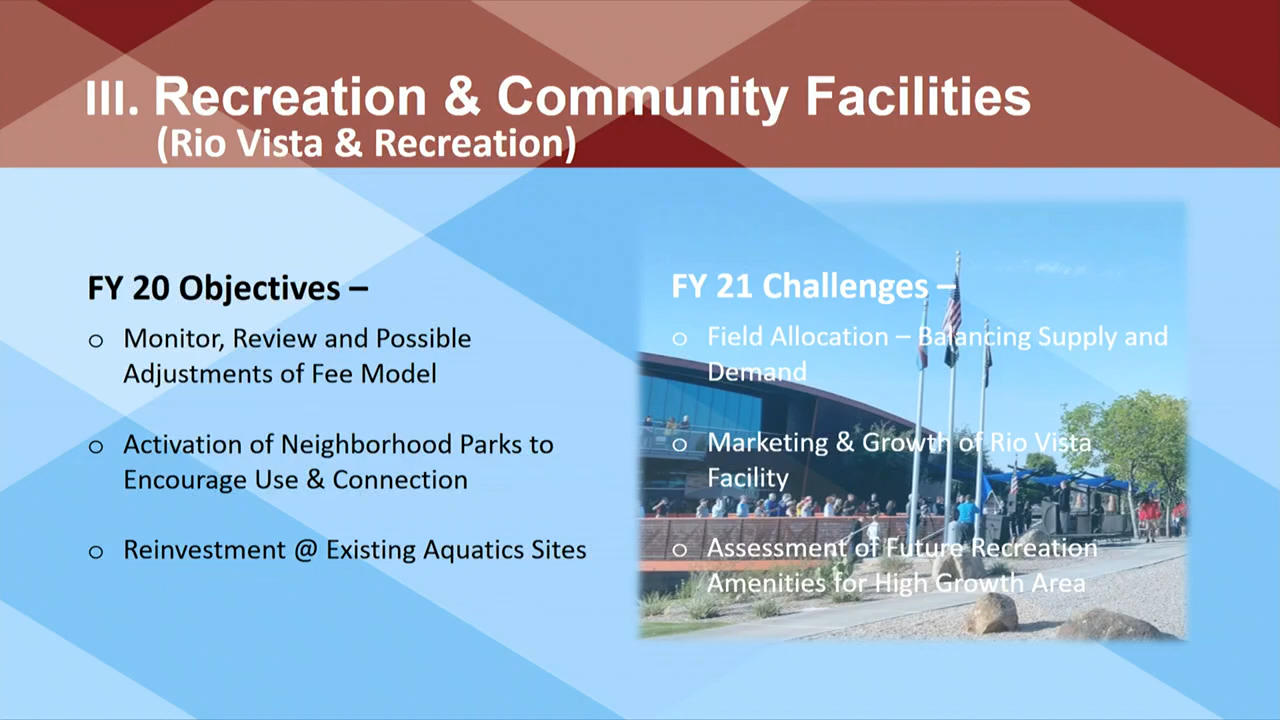 III. Recreation & Community Facilities
(Rio Vista & Recreation)
FY 20 Objectives –
o Monitor, Review and Possible
Adjustments of Fee Model
o Activation of Neighborhood Parks to
Encourage Use & Connection
o Reinvestment @ Existing Aquatics Sites
FY 21 Challenges –
o Field Allocation – Balancing Supply and
Demand
o Marketing & Growth of Rio Vista
Facility
o Assessment of Future Recreation
Amenities for High Growth Area